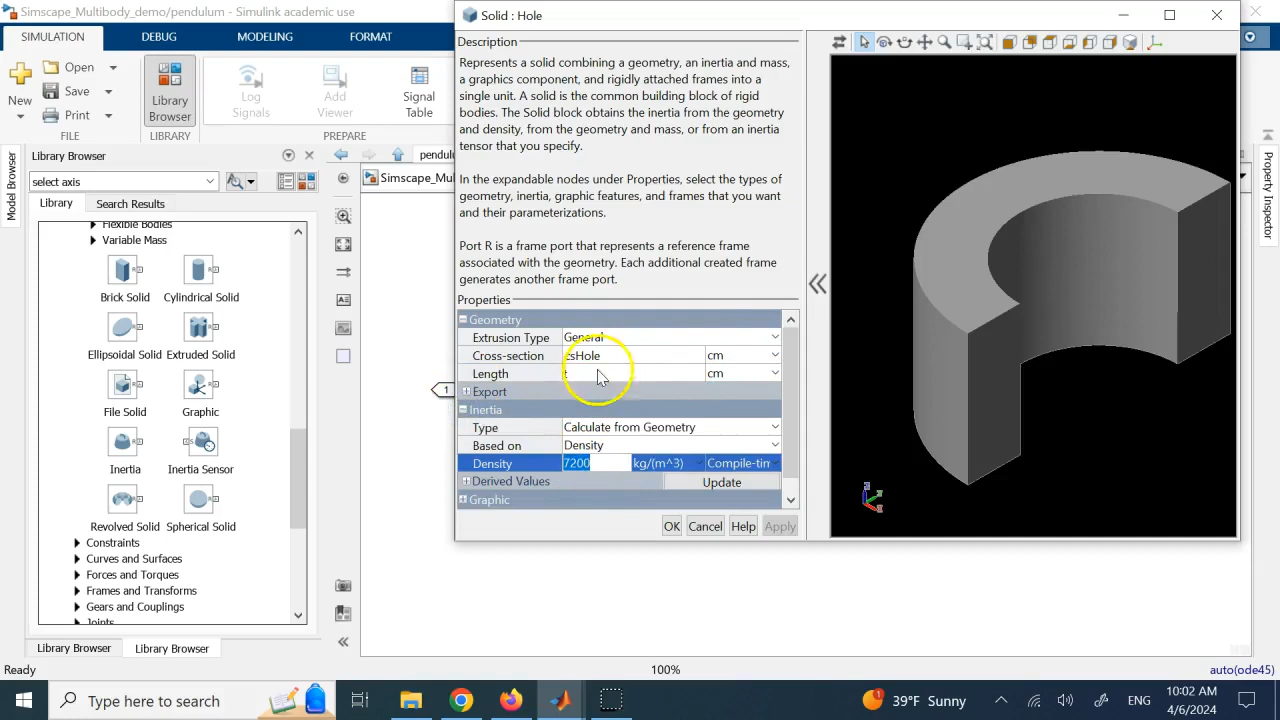 Simscape_Multibody_demo/pendulum - Simulink academic use
SIMULATION
DEBUG
MODELING
FORMAT
New
Open
Save
Print
FILE
Library
Browser
LIBRARY
Log
Signals
Add
Viewer
Signal
Table
PREPARE
Model Browser
Library Browser
select axis
Library
Search Results
Flexible Bodies
Variable Mass
Brick Solid
Cylindrical Solid
Ellipsoidal Solid
Extruded Solid
File Solid
Graphic
Inertia
Inertia Sensor
Revolved Solid
Spherical Solid
Constraints
Curves and Surfaces
Forces and Torques
Frames and Transforms
Gears and Couplings
Joints
Library Browser
Library Browser
pendulu
Simscape_Mu
1
Solid : Hole
Description
Represents a solid combining a geometry, an inertia and mass,
a graphics component, and rigidly attached frames into a
single unit. A solid is the common building block of rigid
bodies. The Solid block obtains the inertia from the geometry
and density, from the geometry and mass, or from an inertia
tensor that you specify.
In the expandable nodes under Properties, select the types of
geometry, inertia, graphic features, and frames that you want
and their parameterizations.
Port R is a frame port that represents a reference frame
associated with the geometry. Each additional created frame
generates another frame port.
Properties
Geometry
Extrusion Type General
Cross-section csHole cm
Length t cm
Export
Inertia
Type Calculate from Geometry
Based on Density
Density 7200 kg/(m^3) Compile-tim
Derived Values Update
Graphic
OK Cancel Help Apply
Property Inspector
Ready
100%
auto(ode45)
Type here to search
39°F Sunny
ENG
10:02 AM
4/6/2024